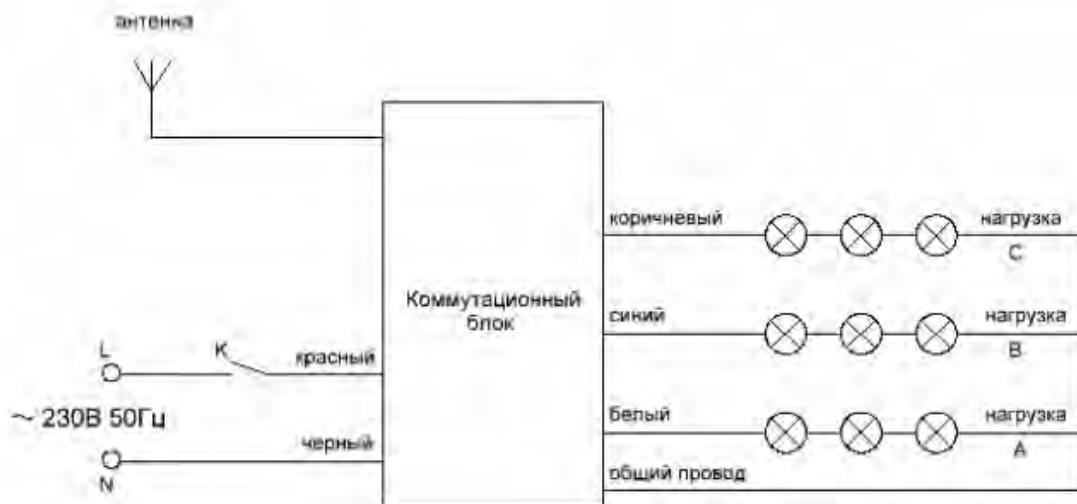 антенна
коричневый
нагрузка
C
Коммутационный
блок
синий
нагрузка
B
L
K
красный
~ 230В 50Гц
белый
нагрузка
A
черный
N
общий провод